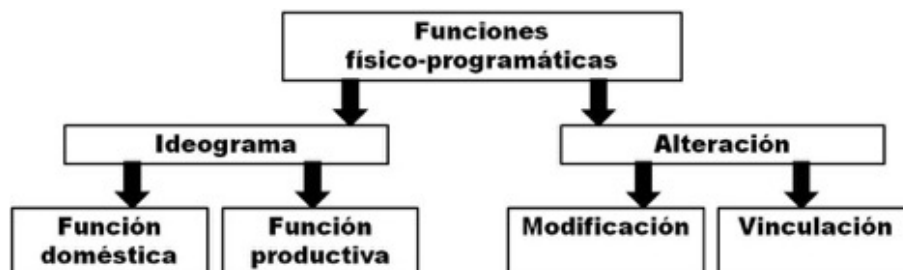 Funciones
físico-programáticas
Ideograma
Alteración
Función
doméstica
Función
productiva
Modificación
Vinculación